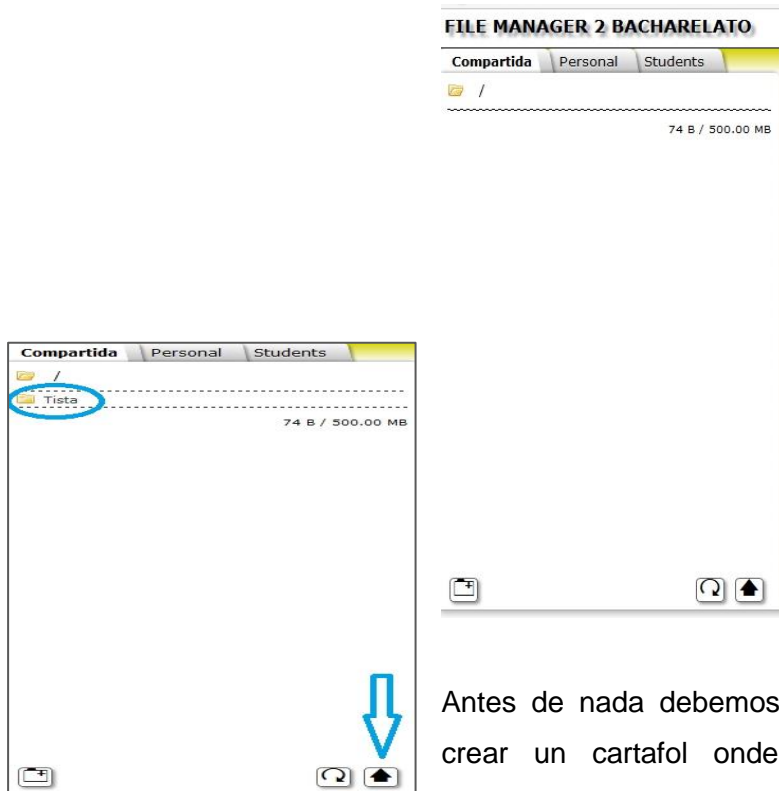 FILE MANAGER 2 BACHARELATO
Compartida Personal Students
/
74 B / 500.00 MB
Compartida Personal Students
/
Tista
74 B / 500.00 MB
Antes de nada debemos
crear un cartafol onde